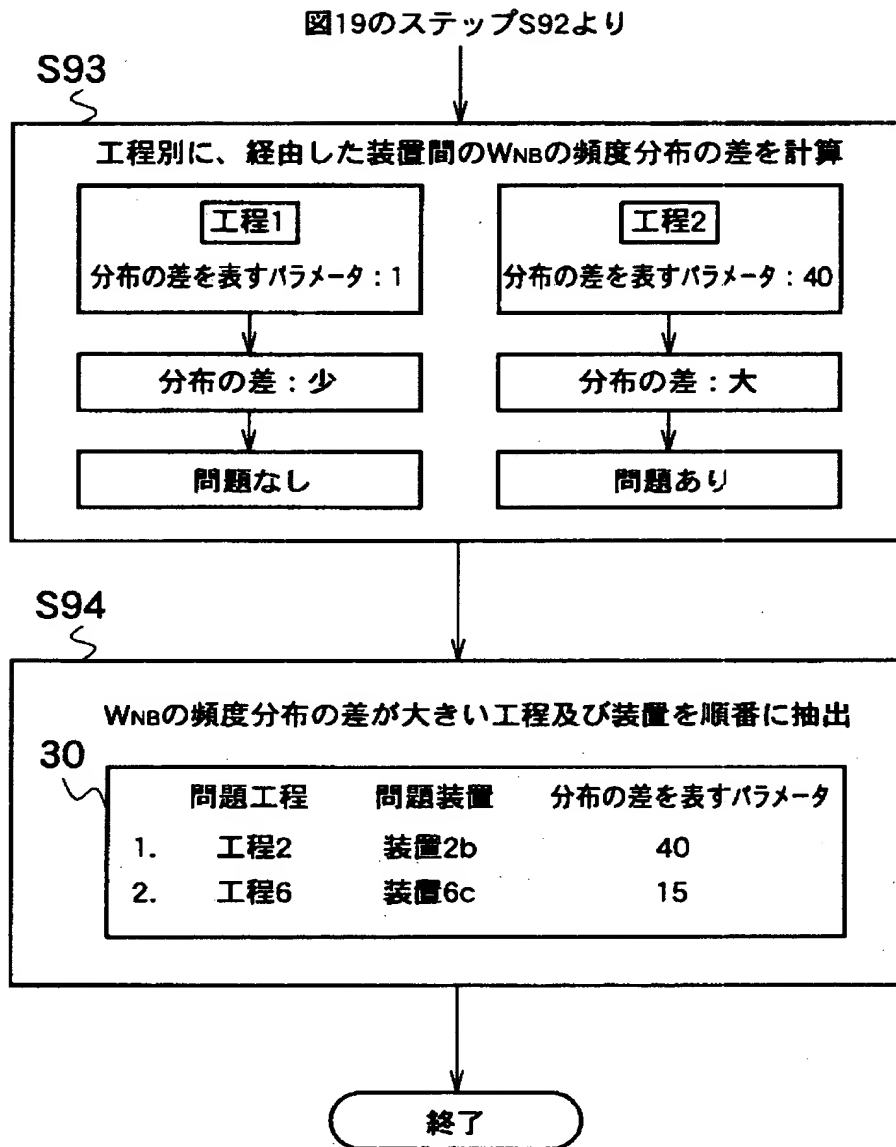 図19のステップS92より
S93
工程別に、経由した装置間のWNBの頻度分布の差を計算
工程1
分布の差を表すパラメータ：1
分布の差：少
問題なし
工程2
分布の差を表すパラメータ：40
分布の差：大
問題あり
S94
WNBの頻度分布の差が大きい工程及び装置を順番に抽出
30
問題工程 問題装置 分布の差を表すパラメータ
1. 工程2 装置2b 40
2. 工程6 装置6c 15
終了